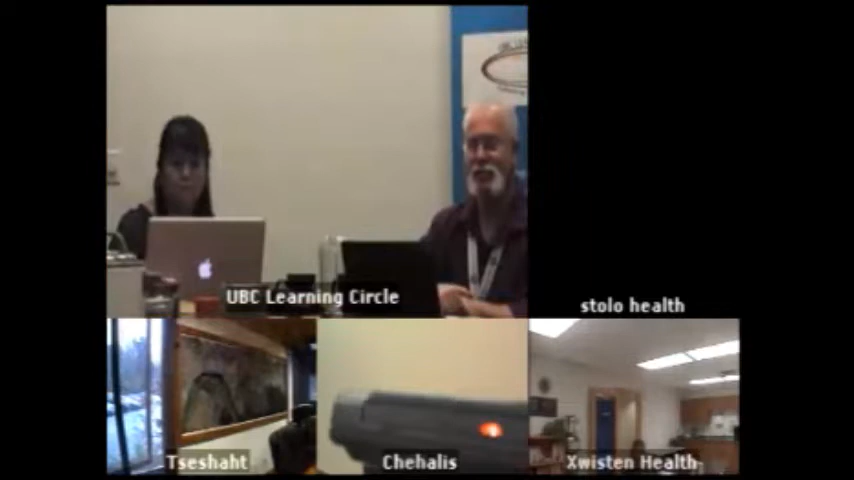 UBC Learning Circle
stolo health
Tseshaht
Chehalis
Xwisten Health